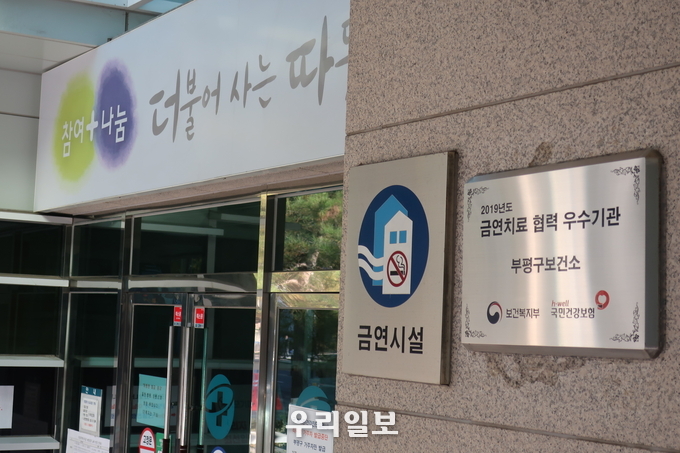 참여+나눔
더불어 사는 따
금연시설
2019년도
금연치료 협력 우수기관
부평구보건소
보건복지부
h-well
국민건강보험
우리일보